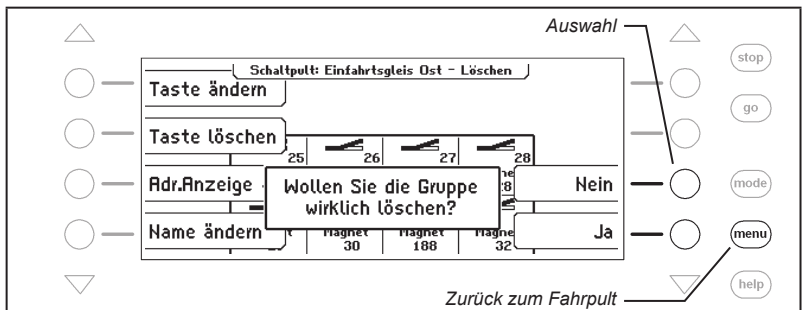 Auswahl
stop
Schaltpult: Einfahrtsgleis Ost - Löschen
Taste ändern
go
Taste löschen
25 26 27 28
Adr.Anzeige
Wollen Sie die Gruppe
wirklich löschen?
Nein
mode
Name ändern
Magnet Magnet
30 188 32
Ja
menu
Zurück zum Fahrpult
help